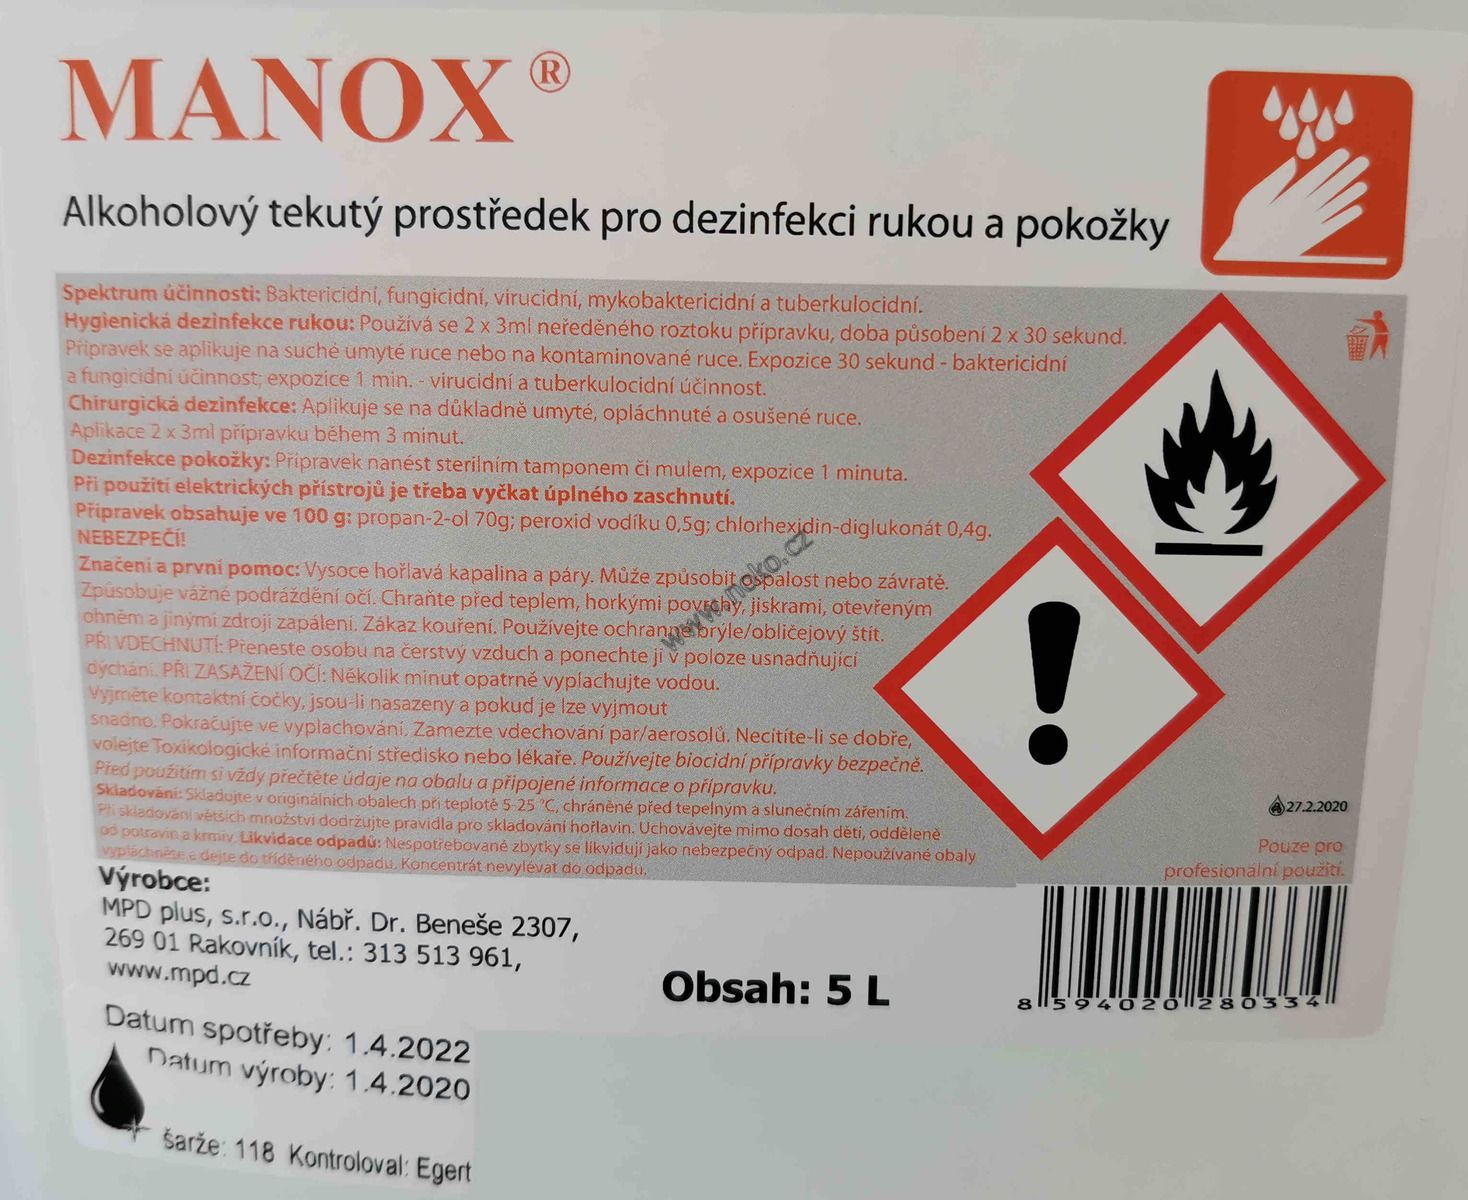 MANOX ®
Alkoholový tekutý prostředek pro dezinfekci rukou a pokožky
Spektrum účinnosti: Baktericidní, fungicidní, virucidní, mykobaktericidní a tuberkulocidní.
Hygienická dezinfekce rukou: Používá se 2 x 3ml neředěného roztoku přípravku, doba působení 2 x 30 sekund.
Přípravek se aplikuje na suché umyté ruce nebo na kontaminované ruce. Expozice 30 sekund - baktericidní
a fungicidní účinnost; expozice 1 min. - virucidní a tuberkulocidní účinnost.
Chirurgická dezinfekce: Aplikuje se na důkladně umyté, opláchnuté a osušené ruce.
Aplikace 2 x 3ml přípravku během 3 minut.
Dezinfekce pokožky: Přípravek nanést sterilním tamponem či mulem, expozice 1 minuta.
Při použití elektrických přístrojů je třeba vyčkat úplného zaschnutí.
Přípravek obsahuje ve 100 g: propan-2-ol 70g; peroxid vodíku 0,5g; chlorhexidin-diglukonát 0,4g.
NEBEZPEČÍ!
Značení a první pomoc: Vysoce hořlavá kapalina a páry. Může způsobit ospalost nebo závratě.
Způsobuje vážné podráždění očí. Chraňte před teplem, horkými povrchy, jiskrami, otevřeným
ohněm a jinými zdroji zapálení. Zákaz kouření. Používejte ochranné brýle/obličejový štít.
PŘI VDECHNUTÍ: Přeneste osobu na čerstvý vzduch a ponechte ji v poloze usnadňující
dýchání. PŘI ZASAŽENÍ OČÍ: Několik minut opatrně vyplachujte vodou.
Vyjměte kontaktní čočky, jsou-li nasazeny a pokud je lze vyjmout
snadno. Pokračujte ve vyplachování. Zamezte vdechování par/aerosolů. Necítíte-li se dobře,
volejte Toxikologické informační středisko nebo lékaře. Používejte biocidní přípravky bezpečně.
Před použitím si vždy přečtěte údaje na obalu a připojené informace o přípravku.
Skladování: Skladujte v originálních obalech při teplotě 5-25 °C, chráněné před tepelným a slunečním zářením.
Při skladování větších množství dodržujte pravidla pro skladování hořlavin. Uchovávejte mimo dosah dětí, odděleně
od potravin a krmiv. Likvidace odpadů: Nespotřebované zbytky se likvidují jako nebezpečný odpad. Nepoužívané obaly
vypláchněte a dejte do tříděného odpadu. Koncentrát nevylévat do odpadu.
www.noko.cz
27.2.2020
Pouze pro
profesionální použití.
Výrobce:
MPD plus, s.r.o., Nábř. Dr. Beneše 2307,
269 01 Rakovník, tel.: 313 513 961,
www.mpd.cz
Obsah: 5 L
8 594020 280334
Datum spotřeby: 1.4.2022
Datum výroby: 1.4.2020
šarže: 118 Kontroloval: Egert